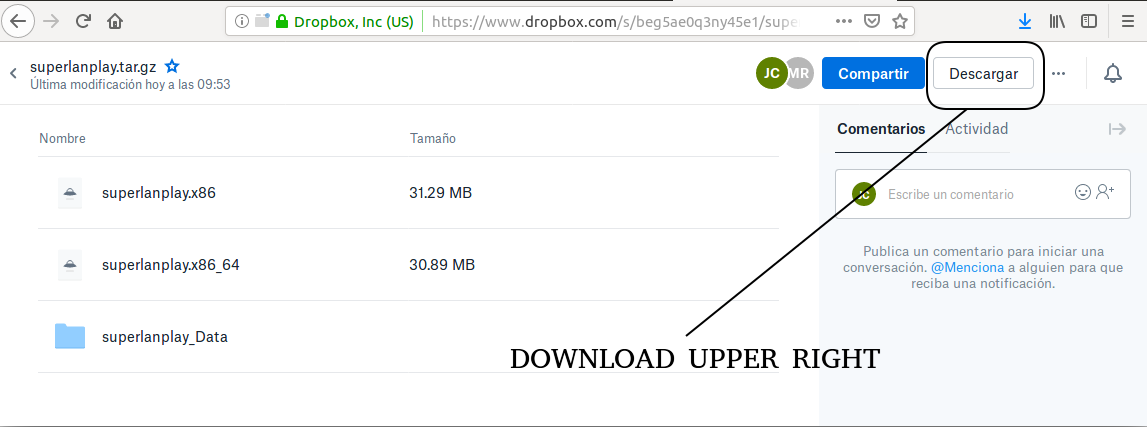 Dropbox, Inc (US)
https://www.dropbox.com/s/beg5ae0q3ny45e1/supe
superlanplay.tar.gz
Última modificación hoy a las 09:53
JC
MR
Compartir
Descargar
Nombre
Tamaño
superlanplay.x86
31.29 MB
superlanplay.x86_64
30.89 MB
superlanplay_Data
Comentarios
Actividad
JC
Escribe un comentario
Publica un comentario para iniciar una
conversación. @Menciona a alguien para que
reciba una notificación.
DOWNLOAD UPPER RIGHT